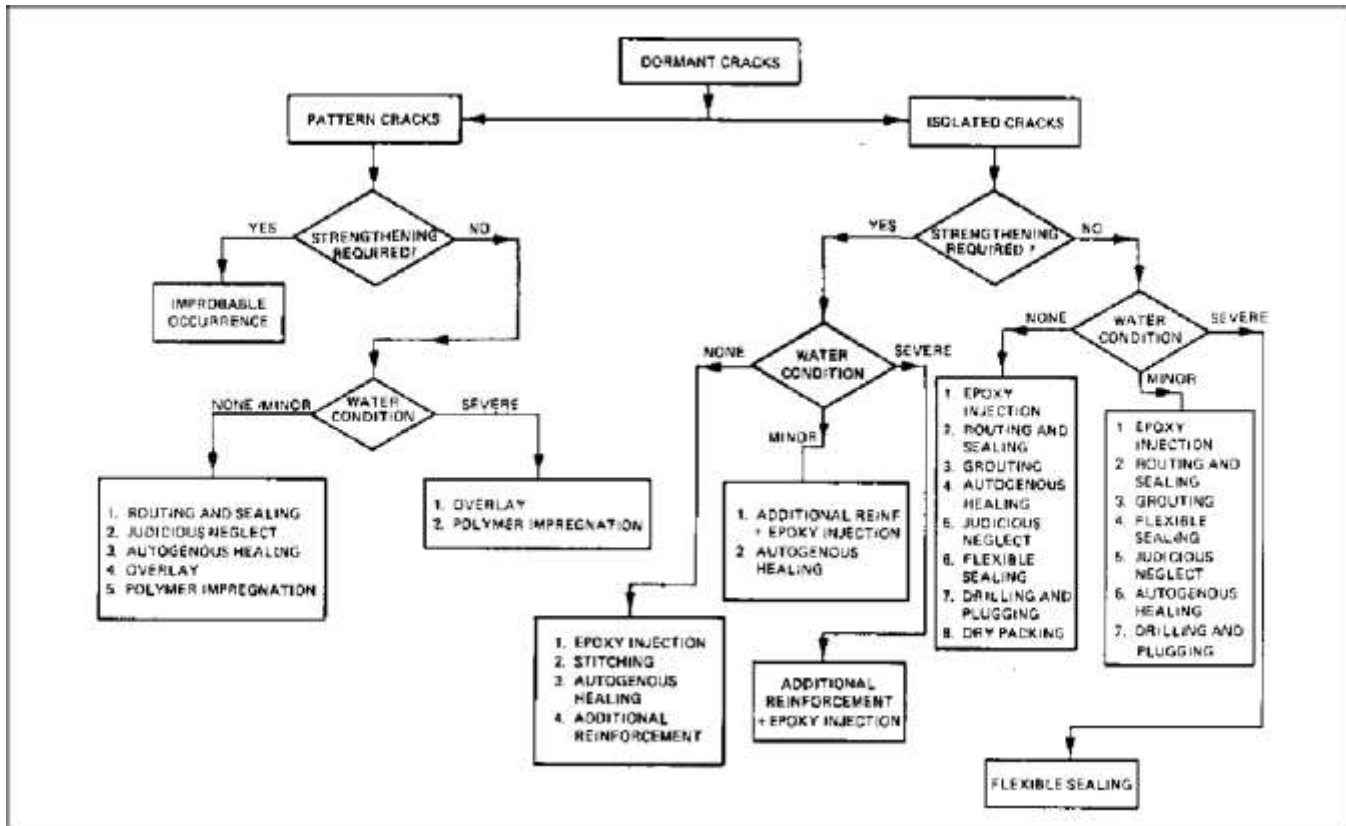 DORMANT CRACKS
PATTERN CRACKS
ISOLATED CRACKS
YES
STRENGTHENING
REQUIRED?
NO
IMPROBABLE
OCCURRENCE
NONE/MINOR
WATER
CONDITION
SEVERE
1. ROUTING AND SEALING
2. JUDICIOUS NEGLECT
3. AUTOGENOUS HEALING
4. OVERLAY
5. POLYMER IMPREGNATION
1. OVERLAY
2. POLYMER IMPREGNATION
YES
STRENGTHENING
REQUIRED?
NO
NONE
WATER
CONDITION
SEVERE
MINOR
1. EPOXY INJECTION
2. STITCHING
3. AUTOGENOUS
HEALING
4. ADDITIONAL
REINFORCEMENT
1. ADDITIONAL REINF
+ EPOXY INJECTION
2 AUTOGENOUS
HEALING
ADDITIONAL
REINFORCEMENT
+ EPOXY INJECTION
NONE
WATER
CONDITION
SEVERE
MINOR
1. EPOXY
INJECTION
2. ROUTING AND
SEALING
3. GROUTING
4. AUTOGENOUS
HEALING
5. JUDICIOUS
NEGLECT
6. FLEXIBLE
SEALING
7. DRILLING AND
PLUGGING
8. DRY PACKING
1 EPOXY
INJECTION
2 ROUTING AND
SEALING
3. GROUTING
4. FLEXIBLE
SEALING
5. JUDICIOUS
NEGLECT
6. AUTOGENOUS
HEALING
7. DRILLING AND
PLUGGING
FLEXIBLE SEALING